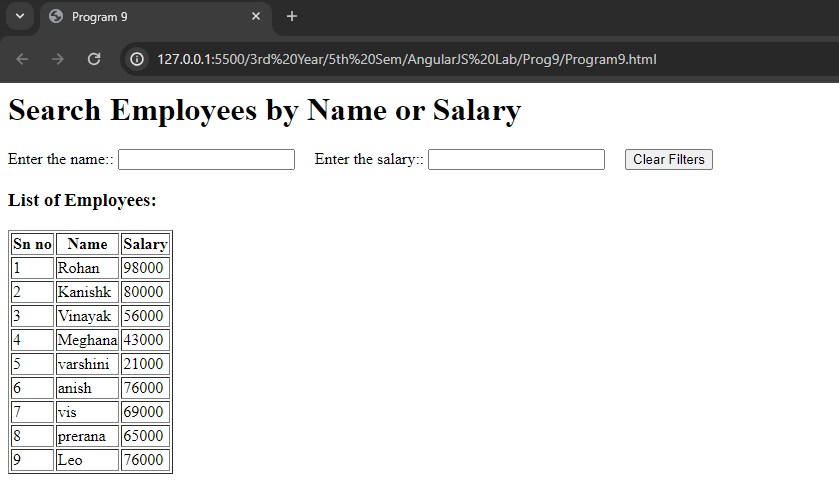 Program 9
127.0.0.1:5500/3rd%20Year/5th%20Sem/AngularJS%20Lab/Prog9/Program9.html
Search Employees by Name or Salary
Enter the name:: Enter the salary:: Clear Filters
List of Employees:
Sn no Name Salary
1 Rohan 98000
2 Kanishk 80000
3 Vinayak 56000
4 Meghana 43000
5 varshini 21000
6 anish 76000
7 vis 69000
8 prerana 65000
9 Leo 76000